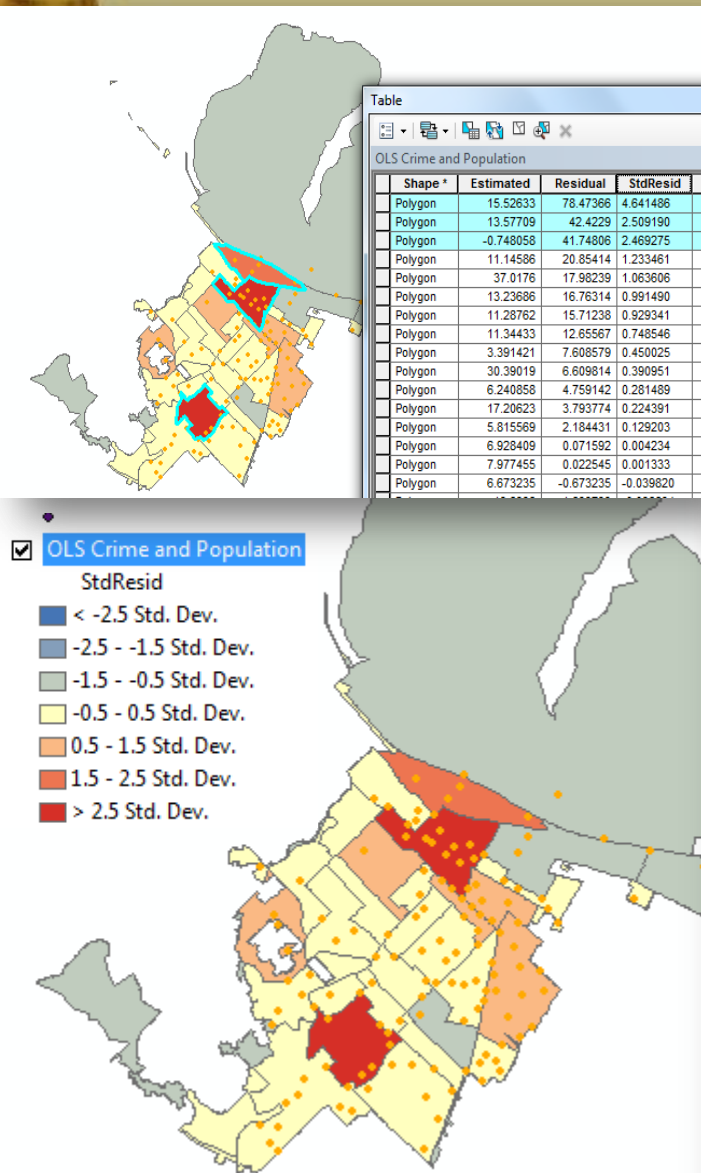 Table
OLS Crime and Population
Shape * Estimated Residual StdResid
Polygon 15.52633 78.47366 4.641486
Polygon 13.57709 42.4229 2.509190
Polygon -0.748058 41.74806 2.469275
Polygon 11.14586 20.85414 1.233461
Polygon 37.0176 17.98239 1.063606
Polygon 13.23686 16.76314 0.991490
Polygon 11.28762 15.71238 0.929341
Polygon 11.34433 12.65567 0.748546
Polygon 3.391421 7.608579 0.450025
Polygon 30.39019 6.609814 0.390951
Polygon 6.240858 4.759142 0.281489
Polygon 17.20623 3.793774 0.224391
Polygon 5.815569 2.184431 0.129203
Polygon 6.928409 0.071592 0.004234
Polygon 7.977455 0.022545 0.001333
Polygon 6.673235 -0.673235 -0.039820
OLS Crime and Population
StdResid
< -2.5 Std. Dev.
-2.5 - -1.5 Std. Dev.
-1.5 - -0.5 Std. Dev.
-0.5 - 0.5 Std. Dev.
0.5 - 1.5 Std. Dev.
1.5 - 2.5 Std. Dev.
> 2.5 Std. Dev.